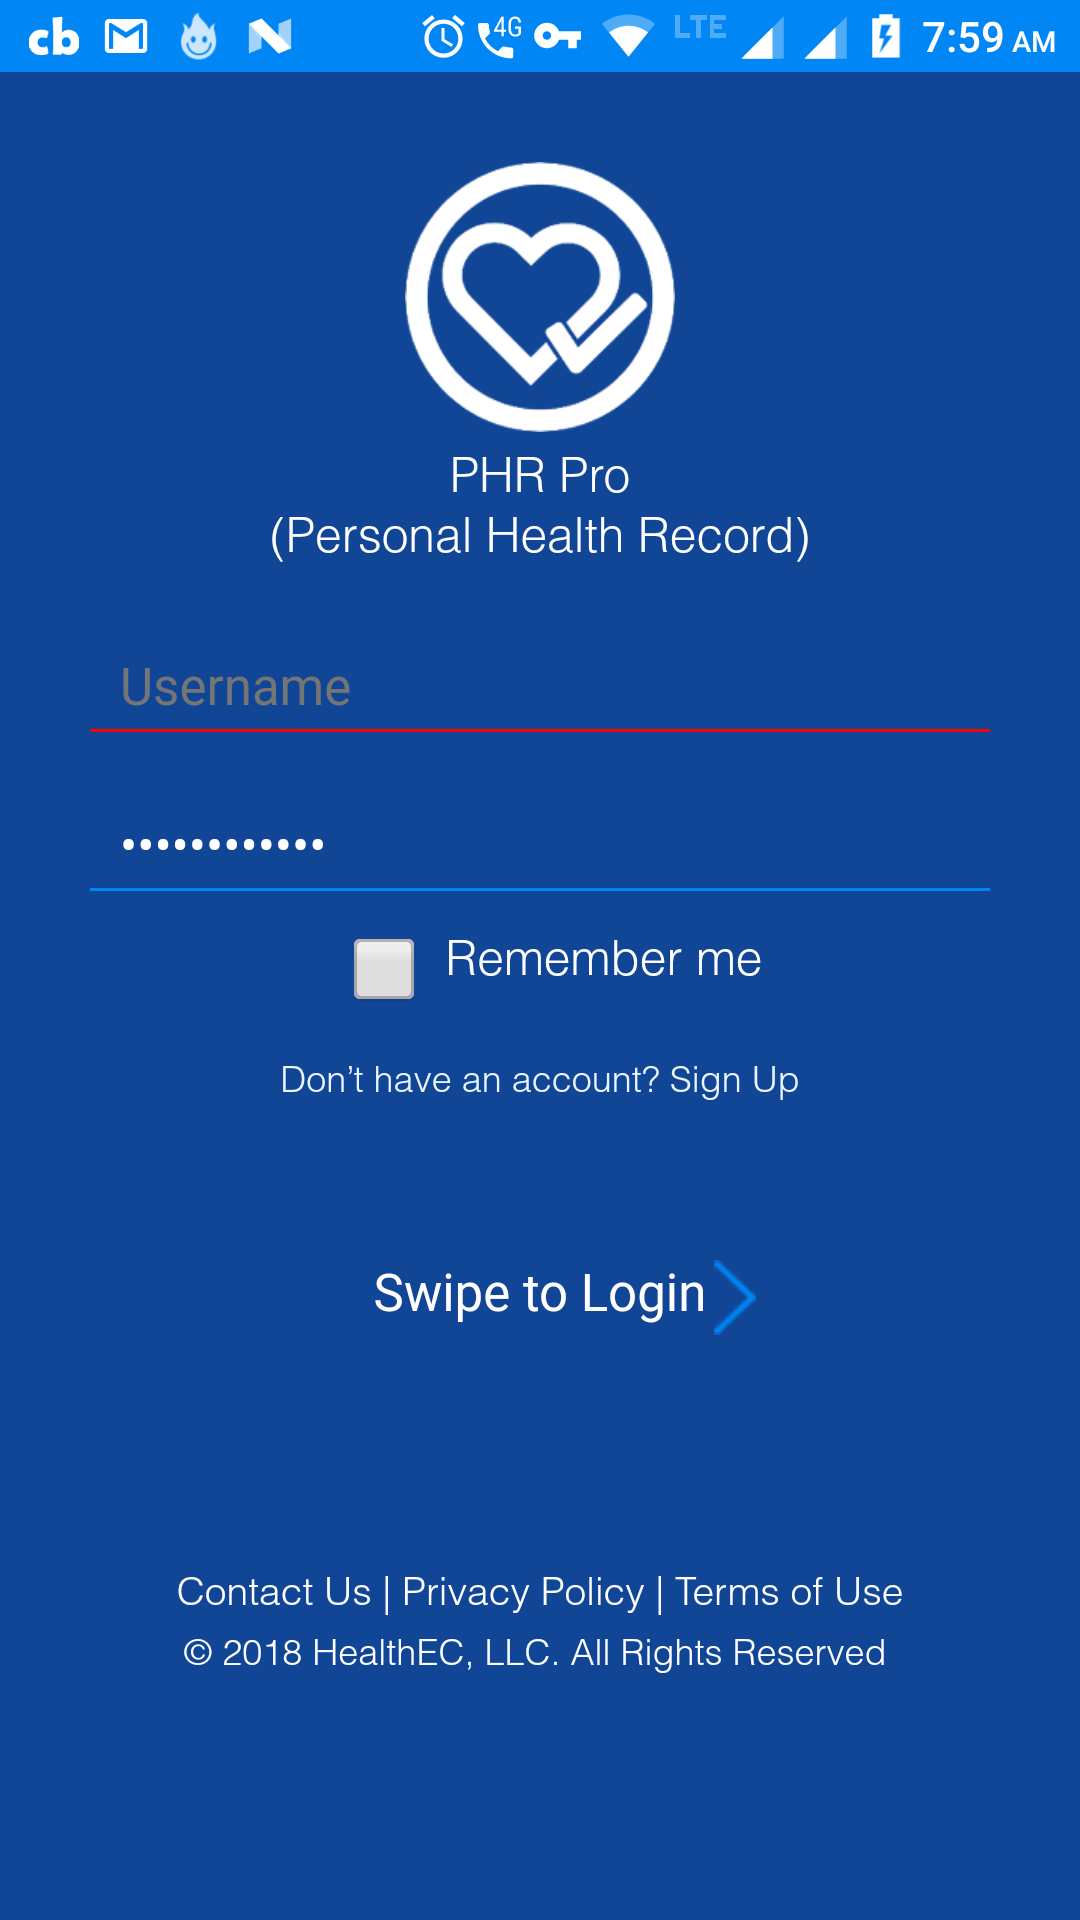 cb 4G LTE 7:59 AM
PHR Pro
(Personal Health Record)
Username
••••••••••••
Remember me
Don’t have an account? Sign Up
Swipe to Login
Contact Us | Privacy Policy | Terms of Use
© 2018 HealthEC, LLC. All Rights Reserved